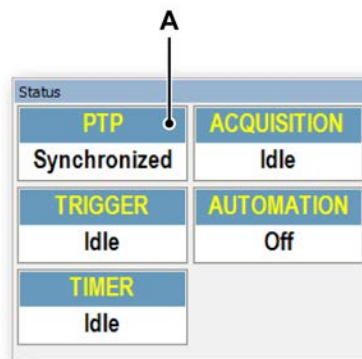 A
Status
PTP
Synchronized
ACQUISITION
Idle
TRIGGER
Idle
AUTOMATION
Off
TIMER
Idle